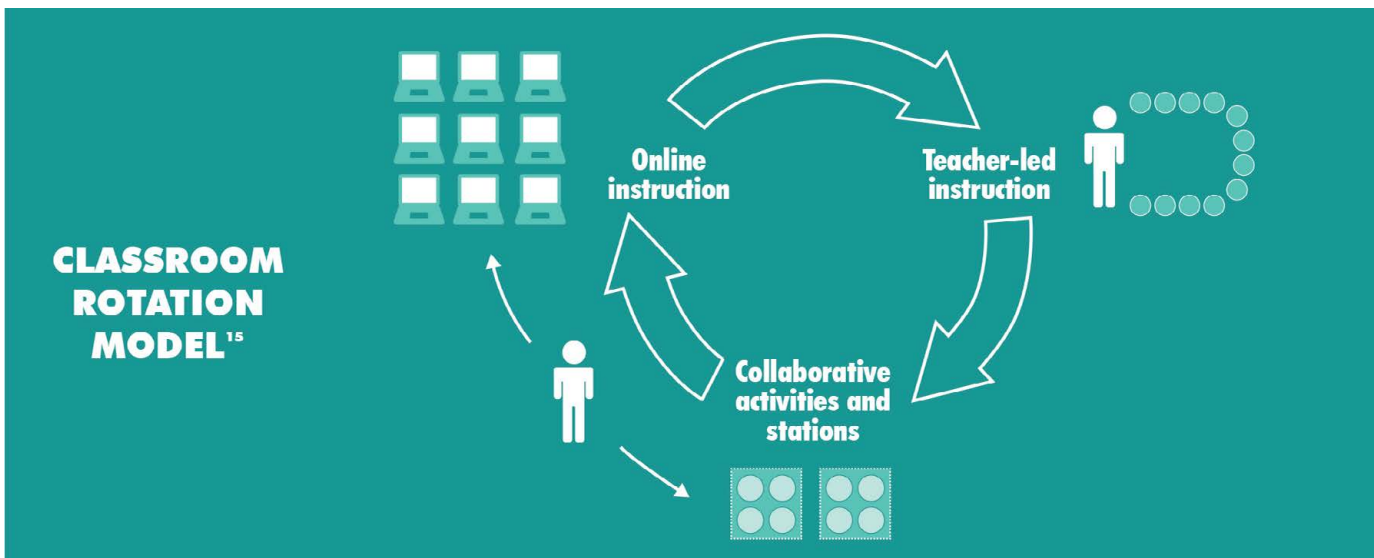 CLASSROOM
ROTATION
MODEL¹⁵
Online
instruction
Teacher-led
instruction
Collaborative
activities and
stations